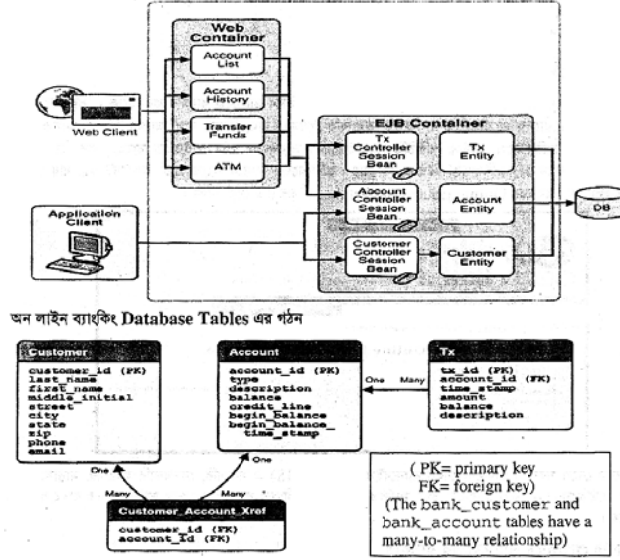 Web
Container
Account
List
Account
History
Transfer
Funds
ATM
Web Client
EJB Container
Tx
Controller
Session
Bean
Tx
Entity
Account
Controller
Session
Bean
Account
Entity
Customer
Controller
Session
Bean
Customer
Entity
DB
Application
Client
অন লাইন ব্যাংকিং Database Tables এর গঠন
Customer
customer_id (PK)
last_name
first_name
middle_initial
street
city
state
zip
phone
email
Account
account_id (PK)
type
description
balance
credit_line
begin_balance
begin_balance_
time_stamp
One Many
Tx
tx_id (PK)
account_id (FK)
time_stamp
amount
balance
description
One
One
Many
Many
Customer_Account_Xref
customer_id (FK)
account_id (FK)
( PK= primary key
FK= foreign key)
(The bank_customer and
bank_account tables have a
many-to-many relationship)